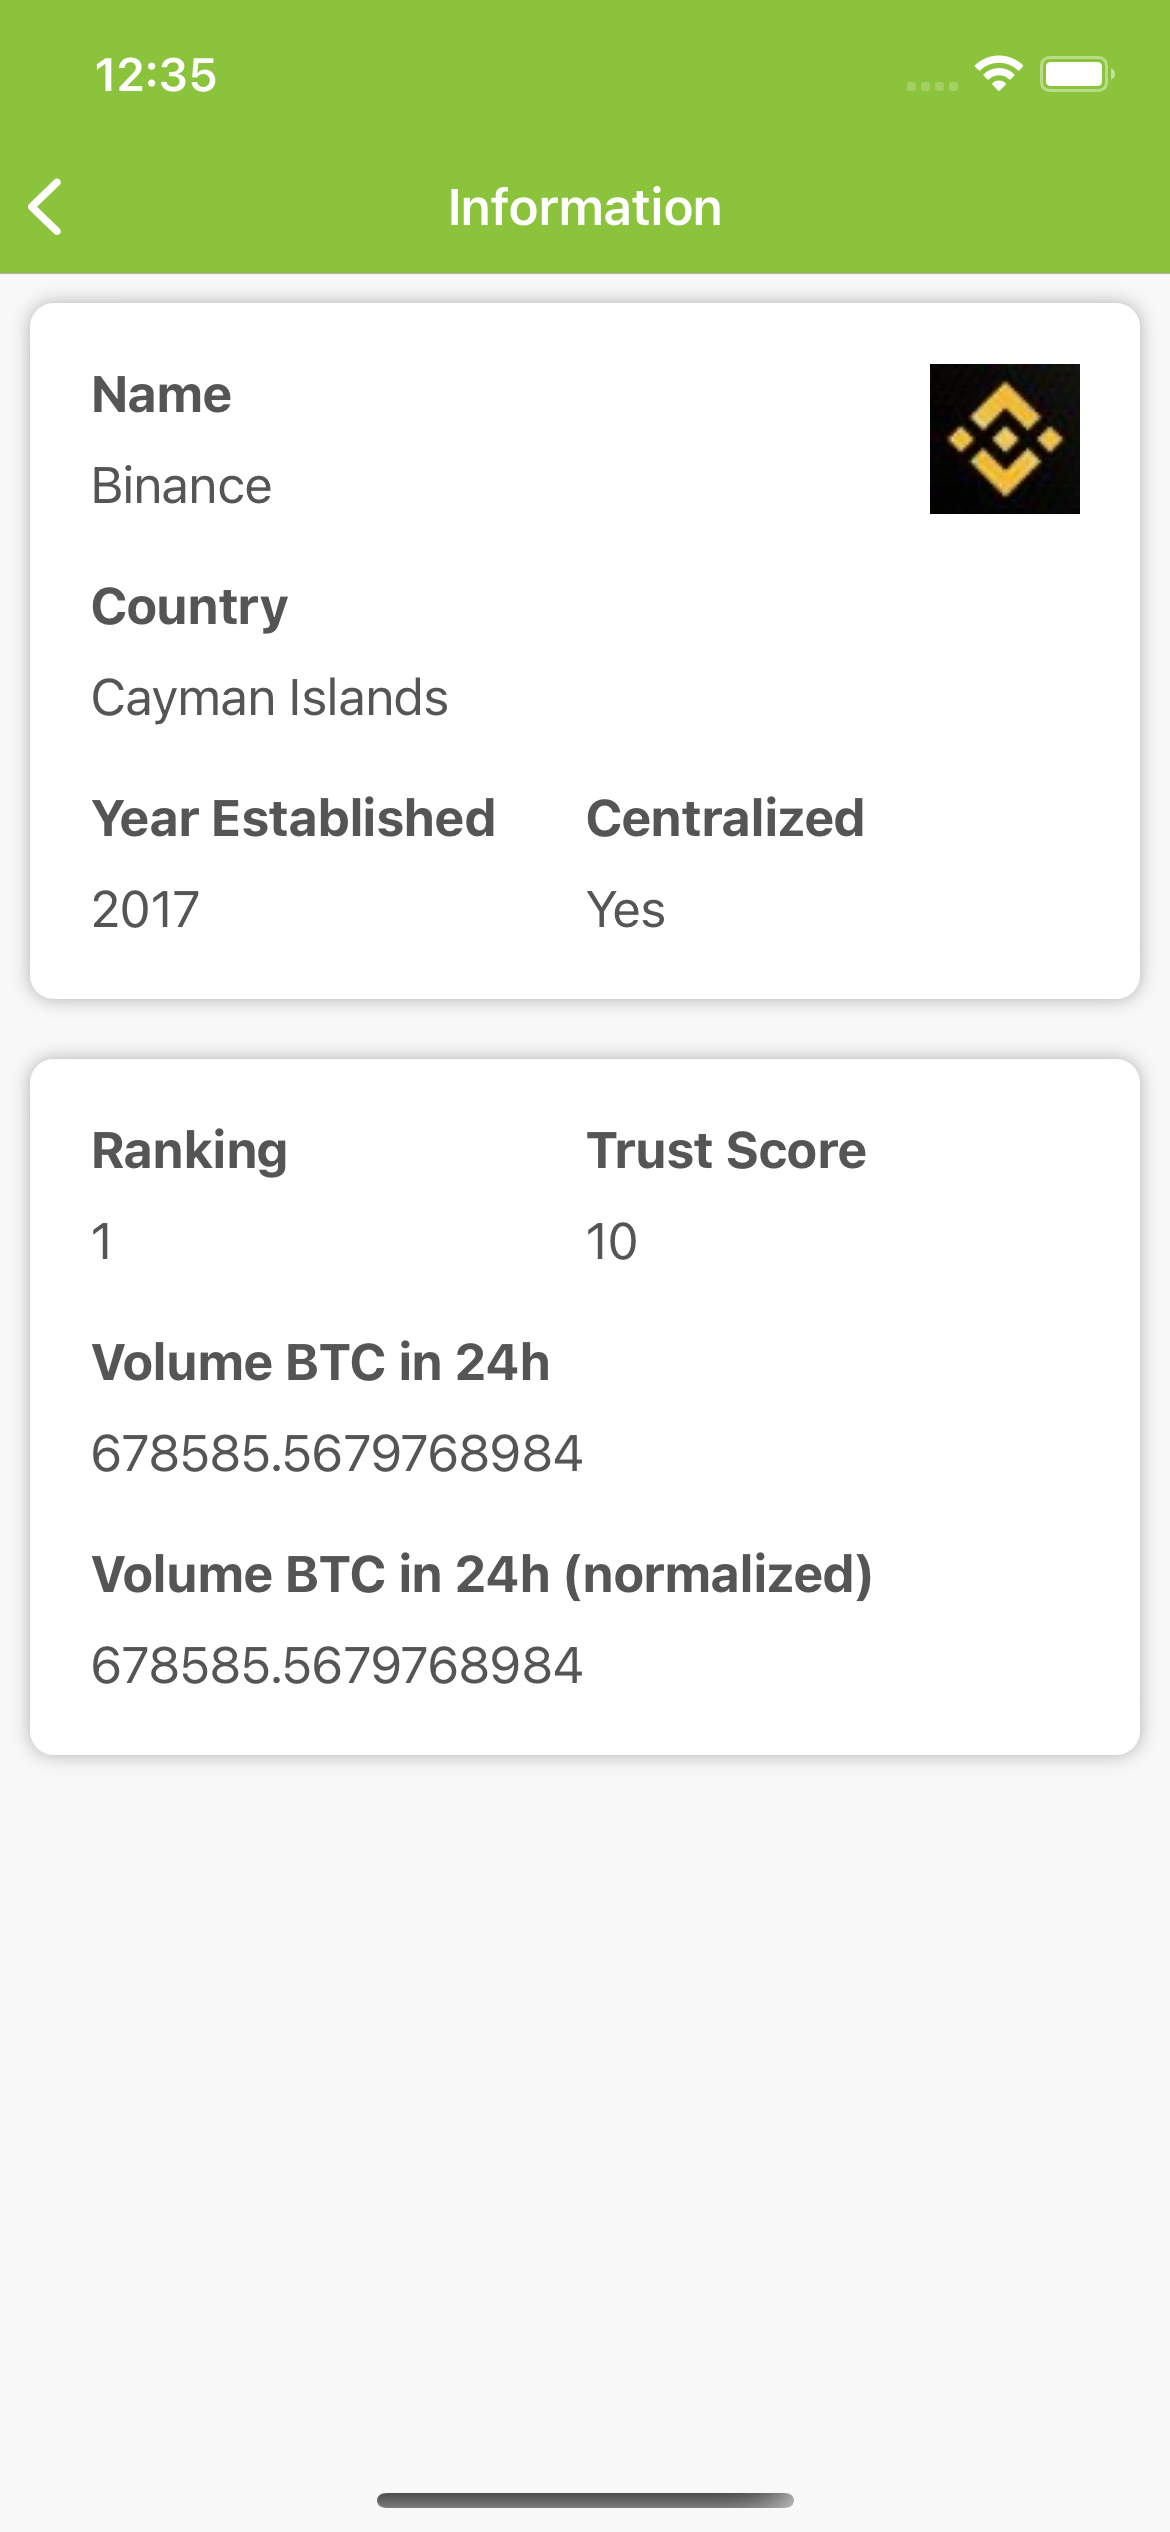 12:35
Information
Name
Binance
Country
Cayman Islands
Year Established Centralized
2017 Yes
Ranking Trust Score
1 10
Volume BTC in 24h
678585.5679768984
Volume BTC in 24h (normalized)
678585.5679768984